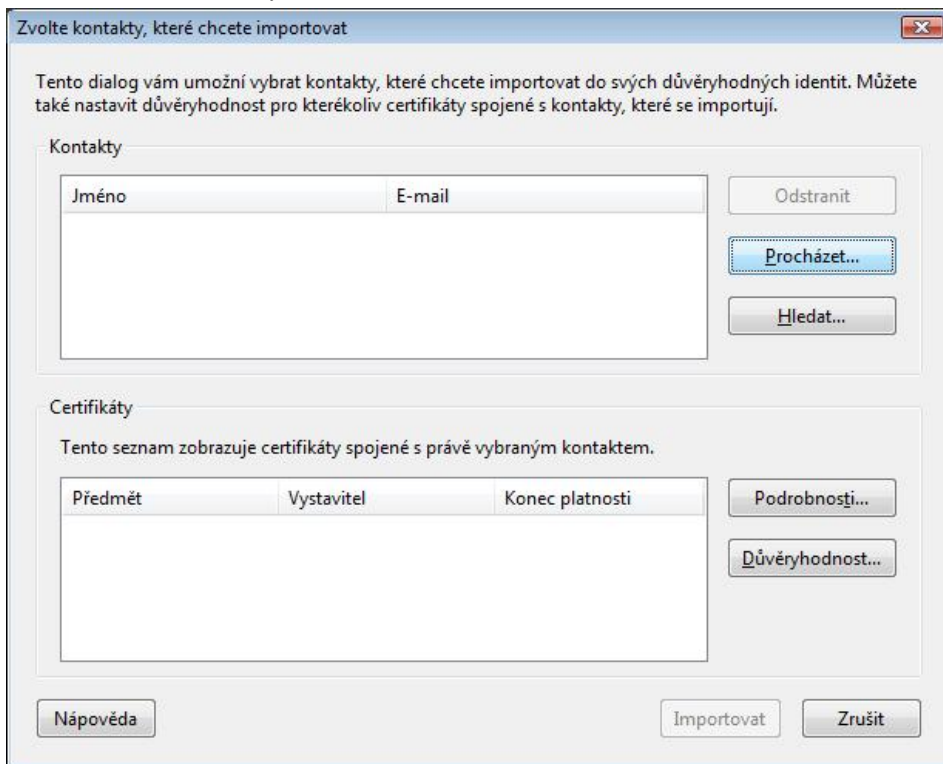 Zvolte kontakty, které chcete importovat
Tento dialog vám umožní vybrat kontakty, které chcete importovat do svých důvěryhodných identit. Můžete
také nastavit důvěryhodnost pro kterékoliv certifikáty spojené s kontakty, které se importují.
Kontakty
Jméno E-mail
Odstranit
Procházet...
Hledat...
Certifikáty
Tento seznam zobrazuje certifikáty spojené s právě vybraným kontaktem.
Předmět Vystavitel Konec platnosti
Podrobnosti...
Důvěryhodnost...
Nápověda Importovat Zrušit